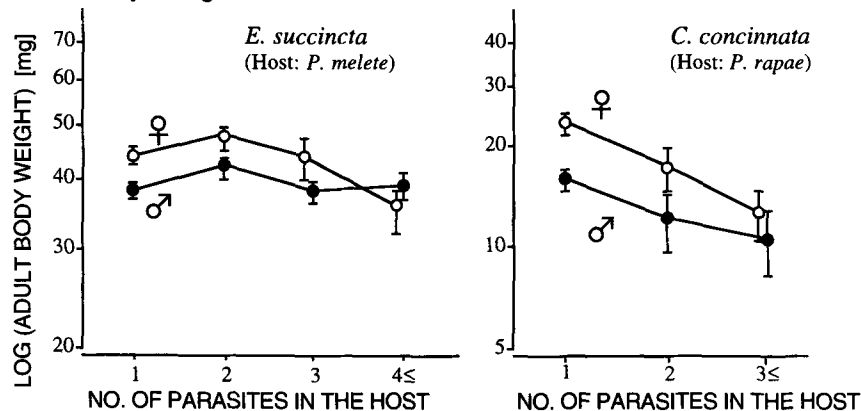 E. succincta
(Host: P. melete)
C. concinnata
(Host: P. rapae)
LOG (ADULT BODY WEIGHT) [mg]
70
60
50
40
30
20
40
30
20
10
5
♀
♂
♀
♂
1 2 3 4≤
1 2 3≤
NO. OF PARASITES IN THE HOST
NO. OF PARASITES IN THE HOST